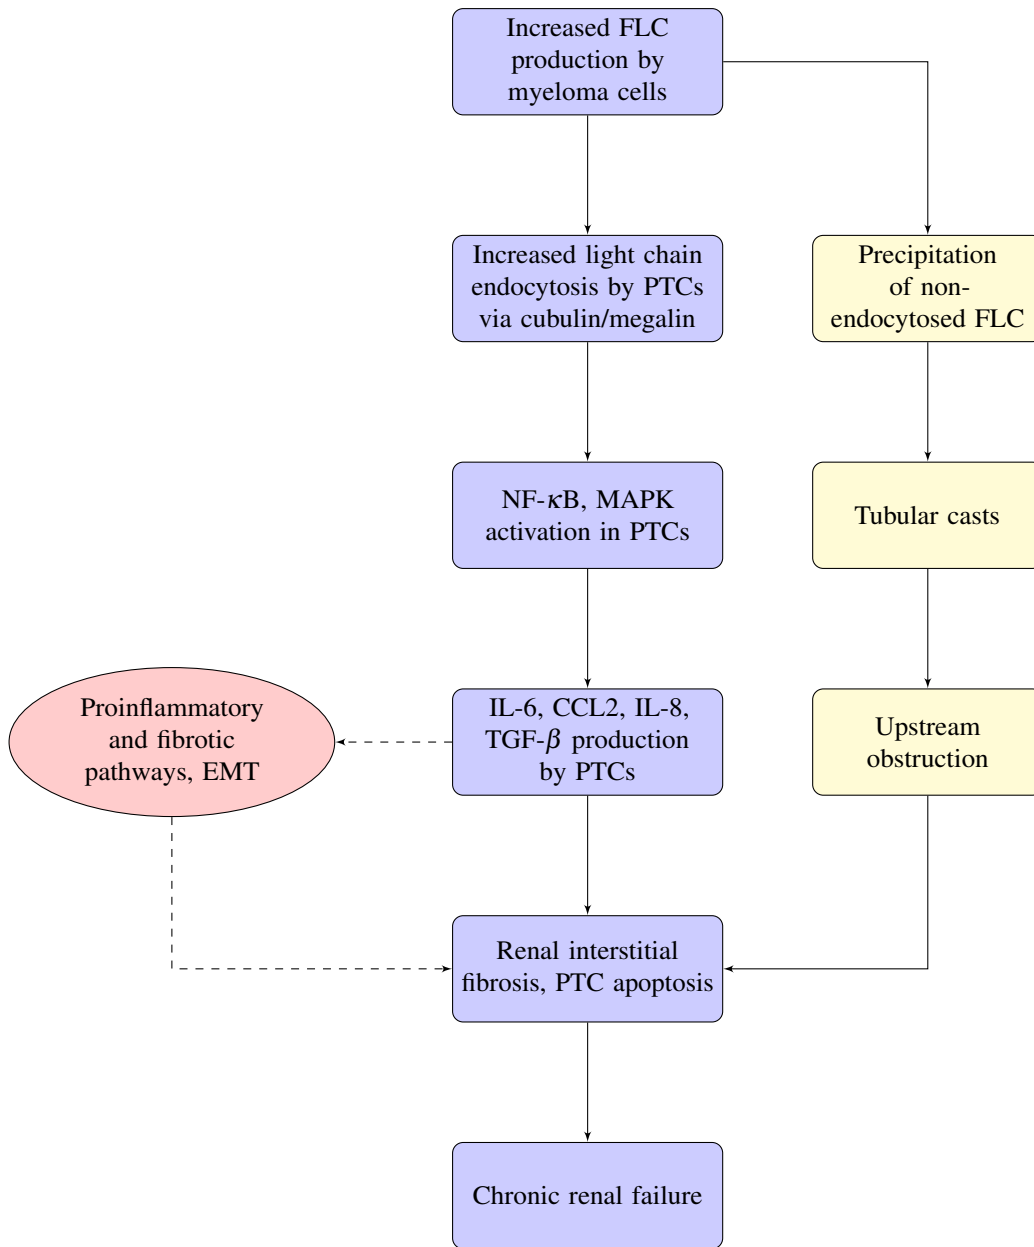 Increased FLC
production by
myeloma cells
Increased light chain
endocytosis by PTCs
via cubulin/megalin
Precipitation
of non-
endocytosed FLC
NF-κB, MAPK
activation in PTCs
Tubular casts
Proinflammatory
and fibrotic
pathways, EMT
IL-6, CCL2, IL-8,
TGF-β production
by PTCs
Upstream
obstruction
Renal interstitial
fibrosis, PTC apoptosis
Chronic renal failure